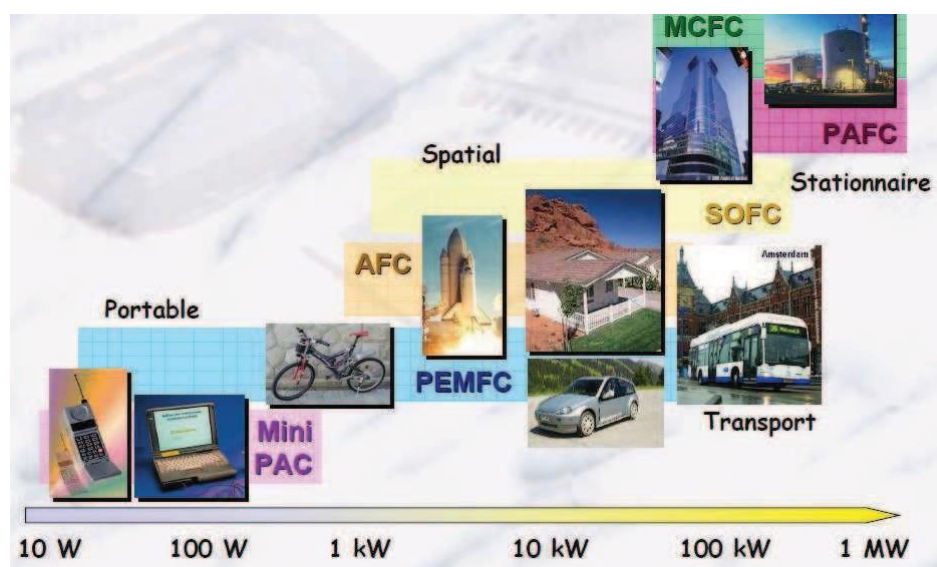 MCFC
PAFC
Spatial
Stationnaire
SOFC
AFC
Amsterdam
Portable
PEMFC
Transport
Mini
PAC
10 W
100 W
1 kW
10 kW
100 kW
1 MW